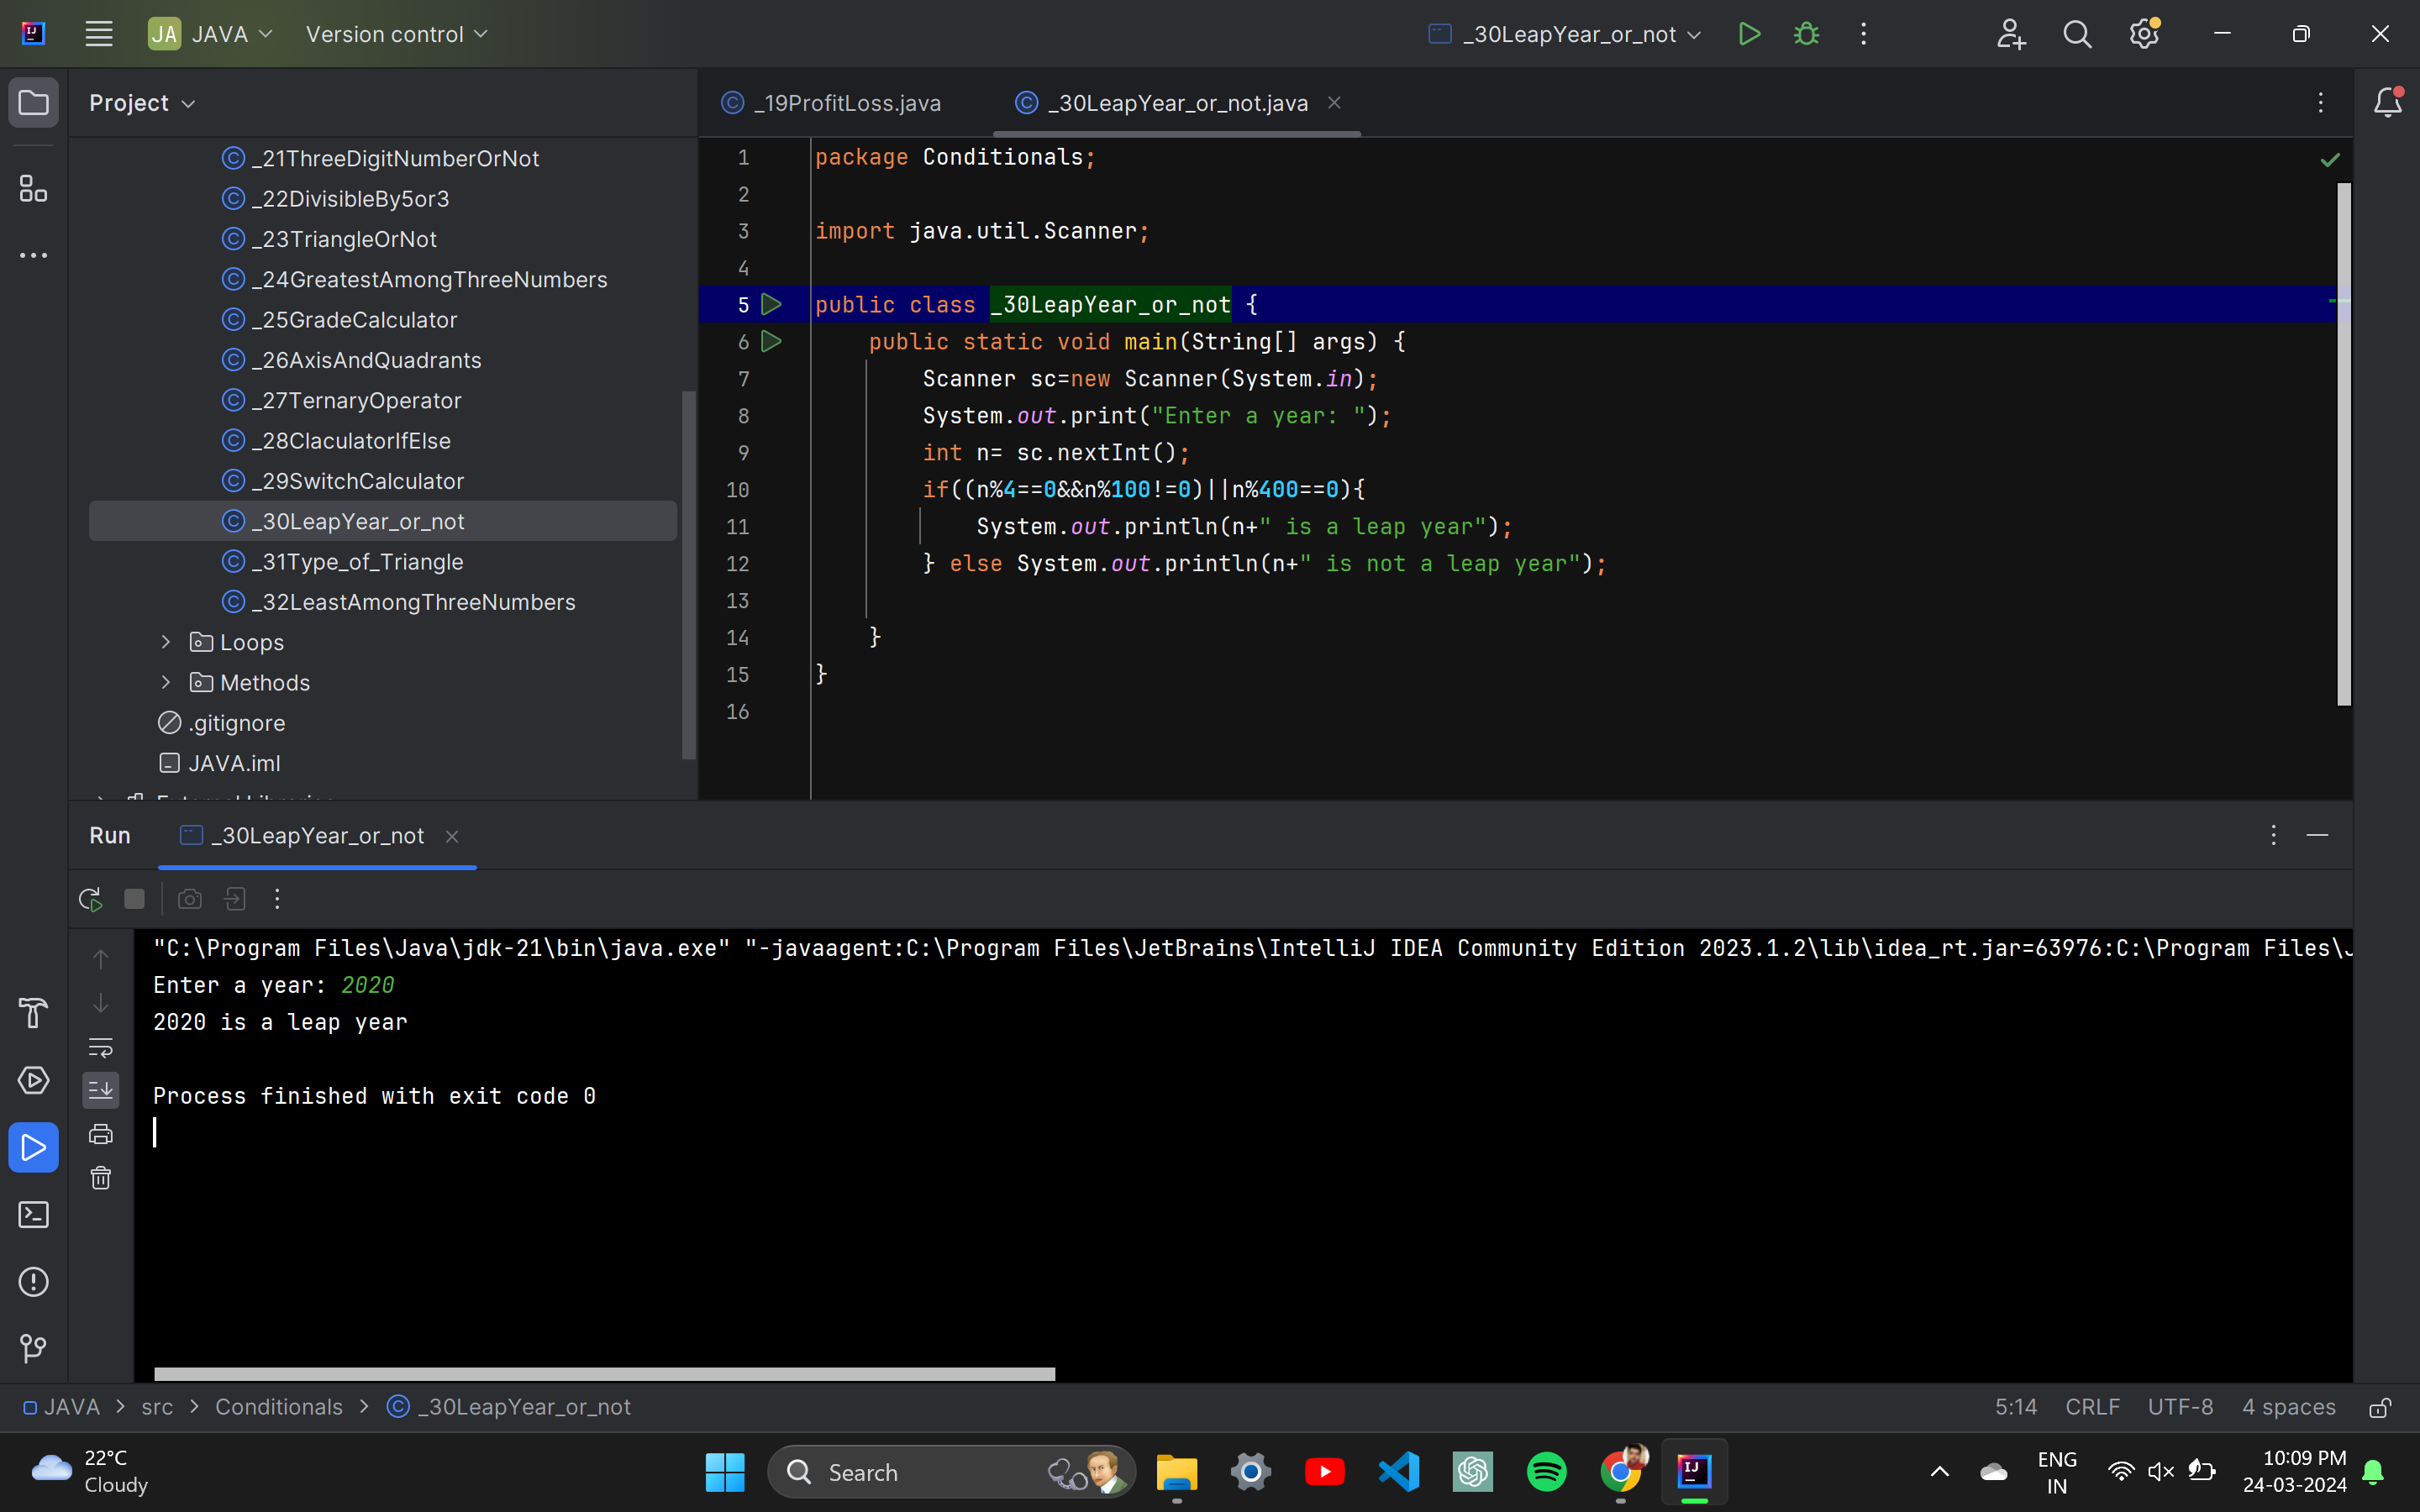 JA JAVA Version control _30LeapYear_or_not
Project
_21ThreeDigitNumberOrNot
_22DivisibleBy5or3
_23TriangleOrNot
_24GreatestAmongThreeNumbers
_25GradeCalculator
_26AxisAndQuadrants
_27TernaryOperator
_28ClaculatorIfElse
_29SwitchCalculator
_30LeapYear_or_not
_31Type_of_Triangle
_32LeastAmongThreeNumbers
Loops
Methods
.gitignore
JAVA.iml
_19ProfitLoss.java _30LeapYear_or_not.java
1 package Conditionals;
2
3 import java.util.Scanner;
4
5 public class _30LeapYear_or_not {
6 public static void main(String[] args) {
7 Scanner sc=new Scanner(System.in);
8 System.out.print("Enter a year: ");
9 int n= sc.nextInt();
10 if((n%4==0&&n%100!=0)||n%400==0){
11 System.out.println(n+" is a leap year");
12 } else System.out.println(n+" is not a leap year");
13
14 }
15 }
16
Run _30LeapYear_or_not
"C:\Program Files\Java\jdk-21\bin\java.exe" "-javaagent:C:\Program Files\JetBrains\IntelliJ IDEA Community Edition 2023.1.2\lib\idea_rt.jar=63976:C:\Program Files\
Enter a year: 2020
2020 is a leap year
Process finished with exit code 0
JAVA > src > Conditionals > _30LeapYear_or_not 5:14 CRLF UTF-8 4 spaces
22°C
Cloudy
Search
ENG
IN
10:09 PM
24-03-2024